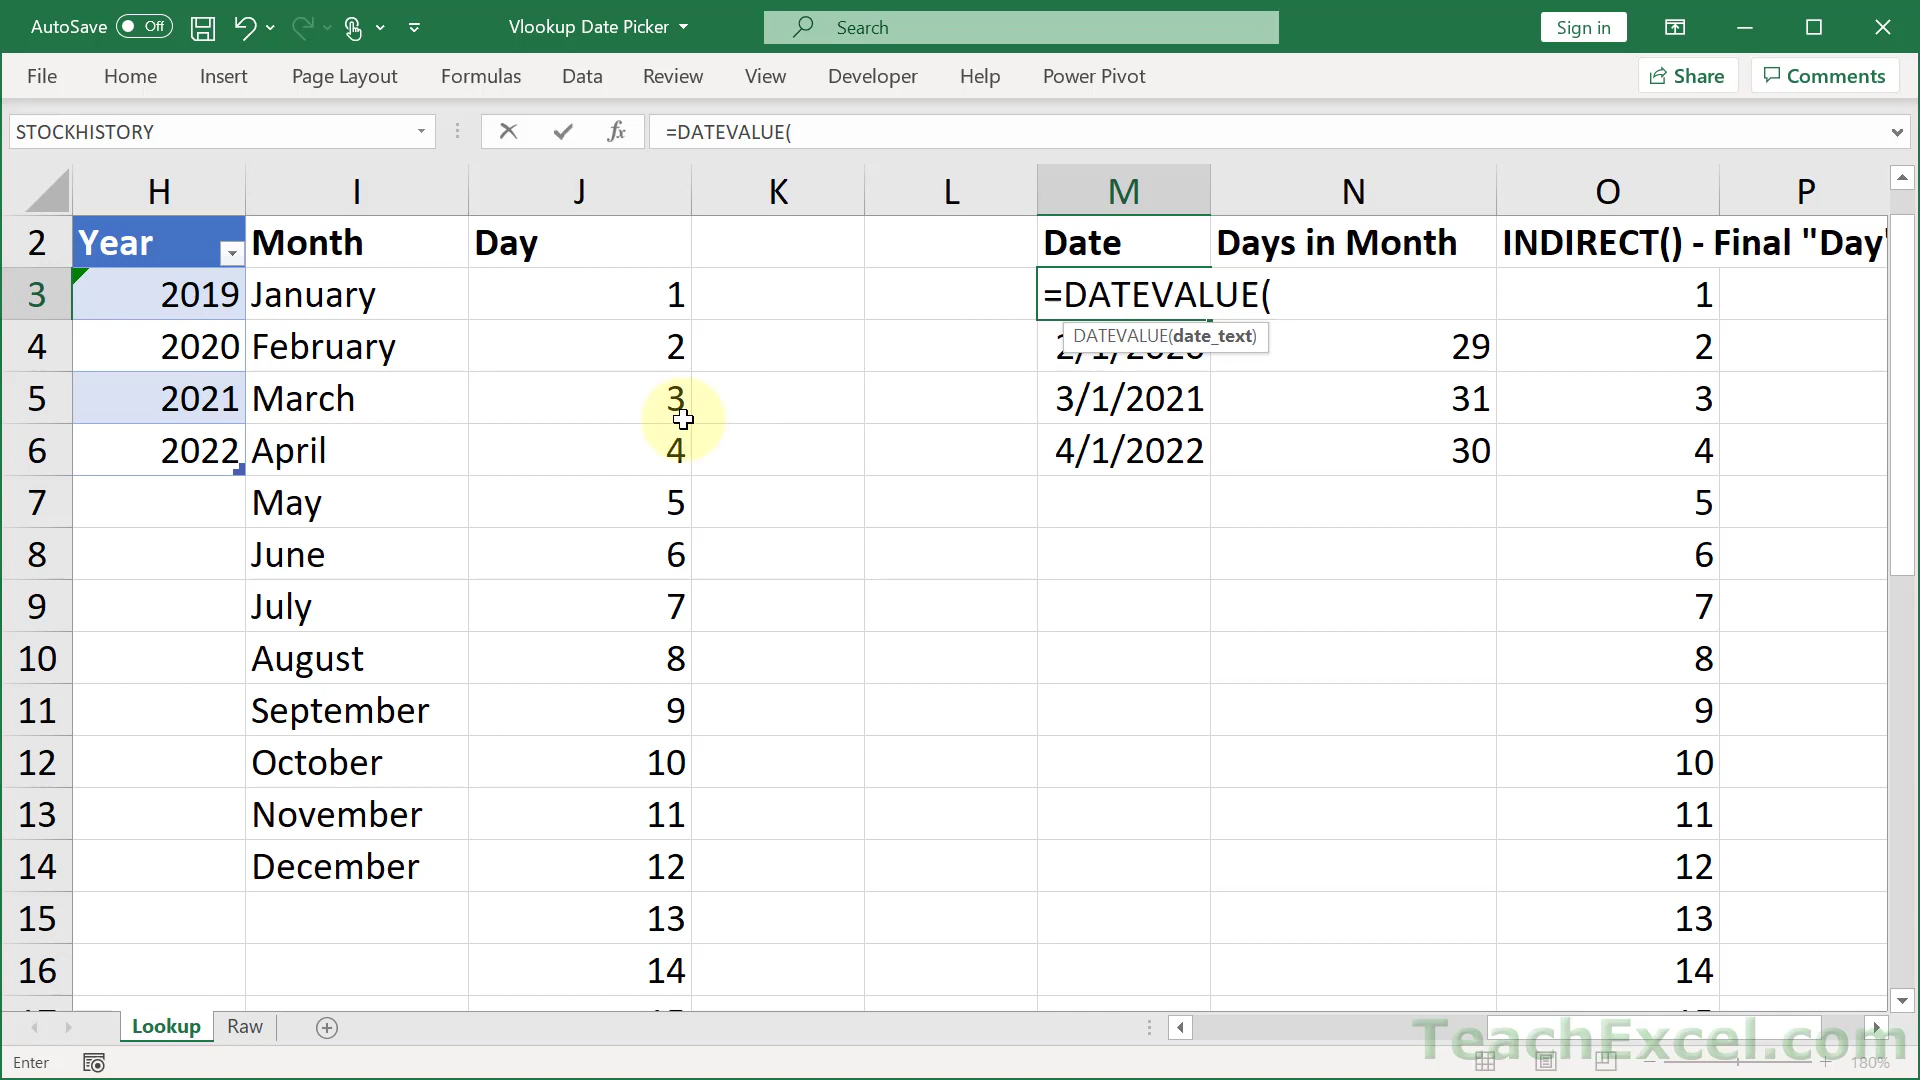 AutoSave Off Vlookup Date Picker Search Sign in
File Home Insert Page Layout Formulas Data Review View Developer Help Power Pivot Share Comments
STOCKHISTORY fx =DATEVALUE(
H I J K L M N O P
2 Year Month Day Date Days in Month INDIRECT() - Final "Day"
3 2019 January 1 =DATEVALUE( 1
DATEVALUE(date_text)
4 2020 February 2 2/1/2020 29 2
5 2021 March 3 3/1/2021 31 3
6 2022 April 4 4/1/2022 30 4
7 May 5 5
8 June 6 6
9 July 7 7
10 August 8 8
11 September 9 9
12 October 10 10
13 November 11 11
14 December 12 12
15 13 13
16 14 14
Lookup Raw
TeachExcel.com
Enter 180%